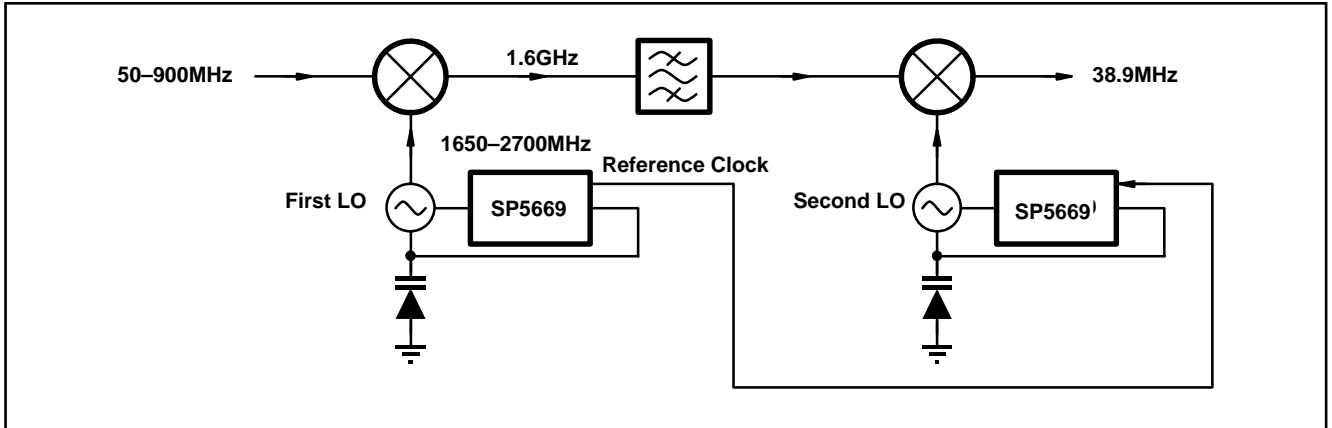 50–900MHz
1.6GHz
38.9MHz
1650–2700MHz
Reference Clock
First LO
SP5669
Second LO
SP5669)